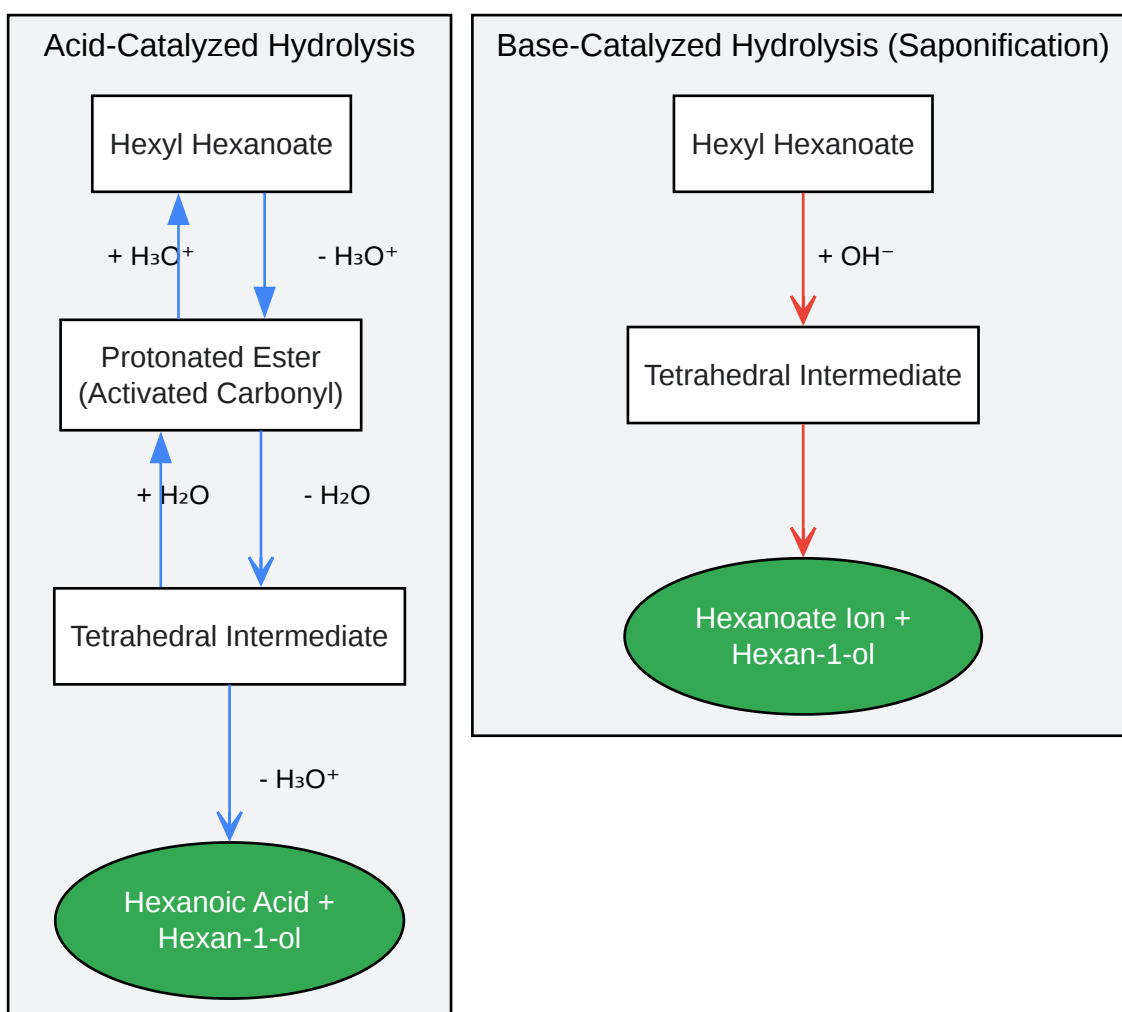 Acid-Catalyzed Hydrolysis
Hexyl Hexanoate
+ H₃O⁺
- H₃O⁺
Protonated Ester
(Activated Carbonyl)
+ H₂O
- H₂O
Tetrahedral Intermediate
- H₃O⁺
Hexanoic Acid +
Hexan-1-ol
Base-Catalyzed Hydrolysis (Saponification)
Hexyl Hexanoate
+ OH⁻
Tetrahedral Intermediate
Hexanoate Ion +
Hexan-1-ol